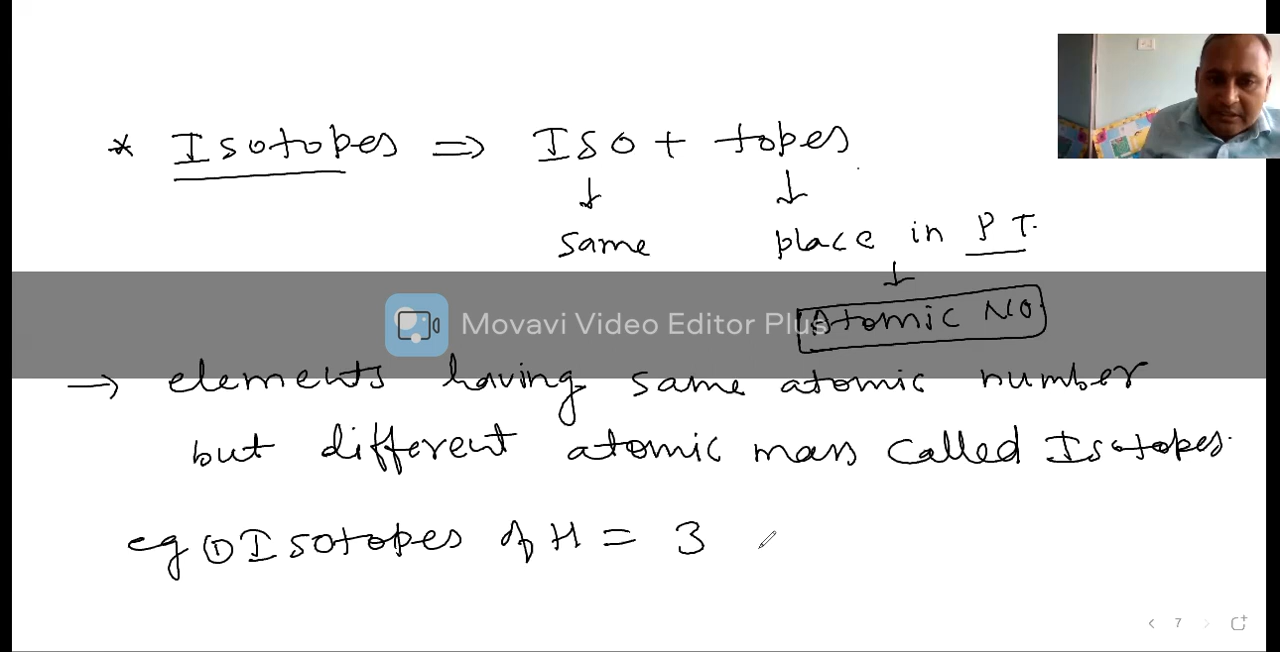 * Isotopes ⇒ ISO + topes
↓ ↓
same place in P T.
↓
Movavi Video Editor Plus
Atomic NO
→ elements having same atomic number
but different atomic mass called Isotopes.
eg ① Isotopes of H = 3
< 7 >